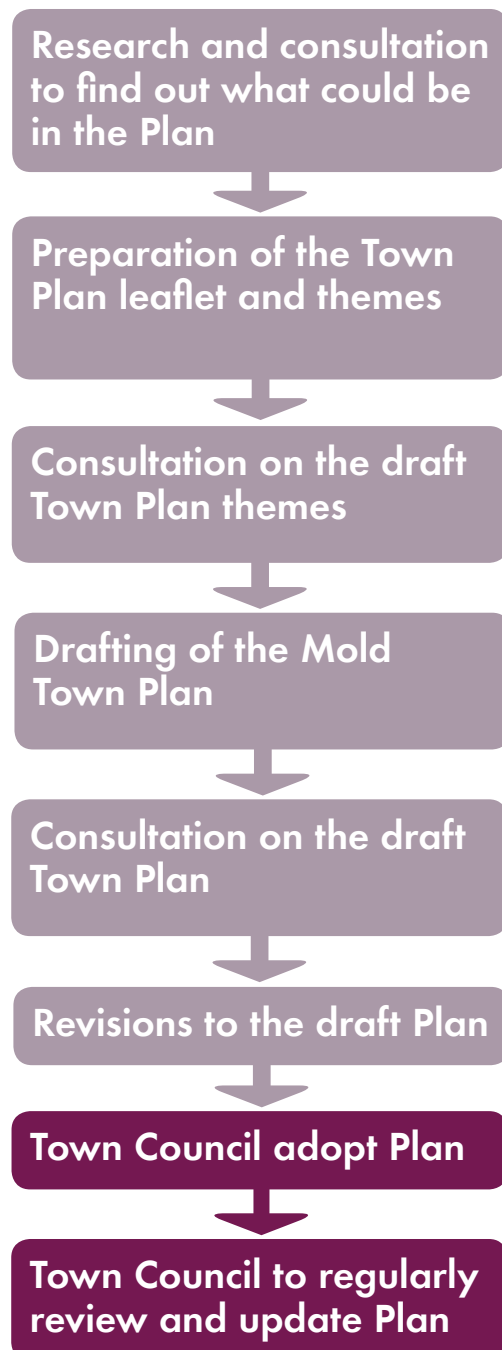 Research and consultation
to find out what could be
in the Plan
Preparation of the Town
Plan leaflet and themes
Consultation on the draft
Town Plan themes
Drafting of the Mold
Town Plan
Consultation on the draft
Town Plan
Revisions to the draft Plan
Town Council adopt Plan
Town Council to regularly
review and update Plan